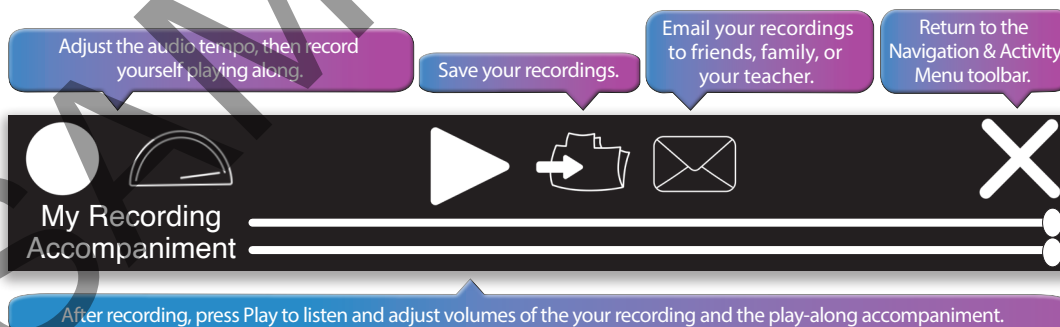 Adjust the audio tempo, then record
yourself playing along.
Save your recordings.
Email your recordings
to friends, family, or
your teacher.
Return to the
Navigation & Activity
Menu toolbar.
My Recording
Accompaniment
After recording, press Play to listen and adjust volumes of the your recording and the play-along accompaniment.